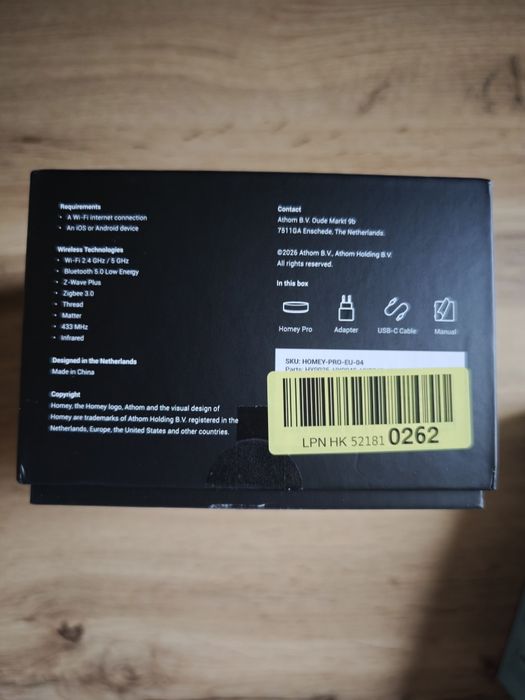 Requirements
• A Wi-Fi internet connection
• An iOS or Android device
Wireless Technologies
• Wi-Fi 2.4 GHz / 5 GHz
• Bluetooth 5.0 Low Energy
• Z-Wave Plus
• Zigbee 3.0
• Thread
• Matter
• 433 MHz
• Infrared
Designed in the Netherlands
Made in China
Copyright
Homey, the Homey logo, Athom and the visual design of
Homey are trademarks of Athom Holding B.V. registered in the
Netherlands, Europe, the United States and other countries.
Contact
Athom B.V. Oude Markt 9b
7511GA Enschede, The Netherlands.
©2025 Athom B.V., Athom Holding B.V.
All rights reserved.
In this box
Homey Pro
Adapter
USB-C Cable
Manual
SKU: HOMEY-PRO-EU-04
Parts:
LPN HK 52181 0262